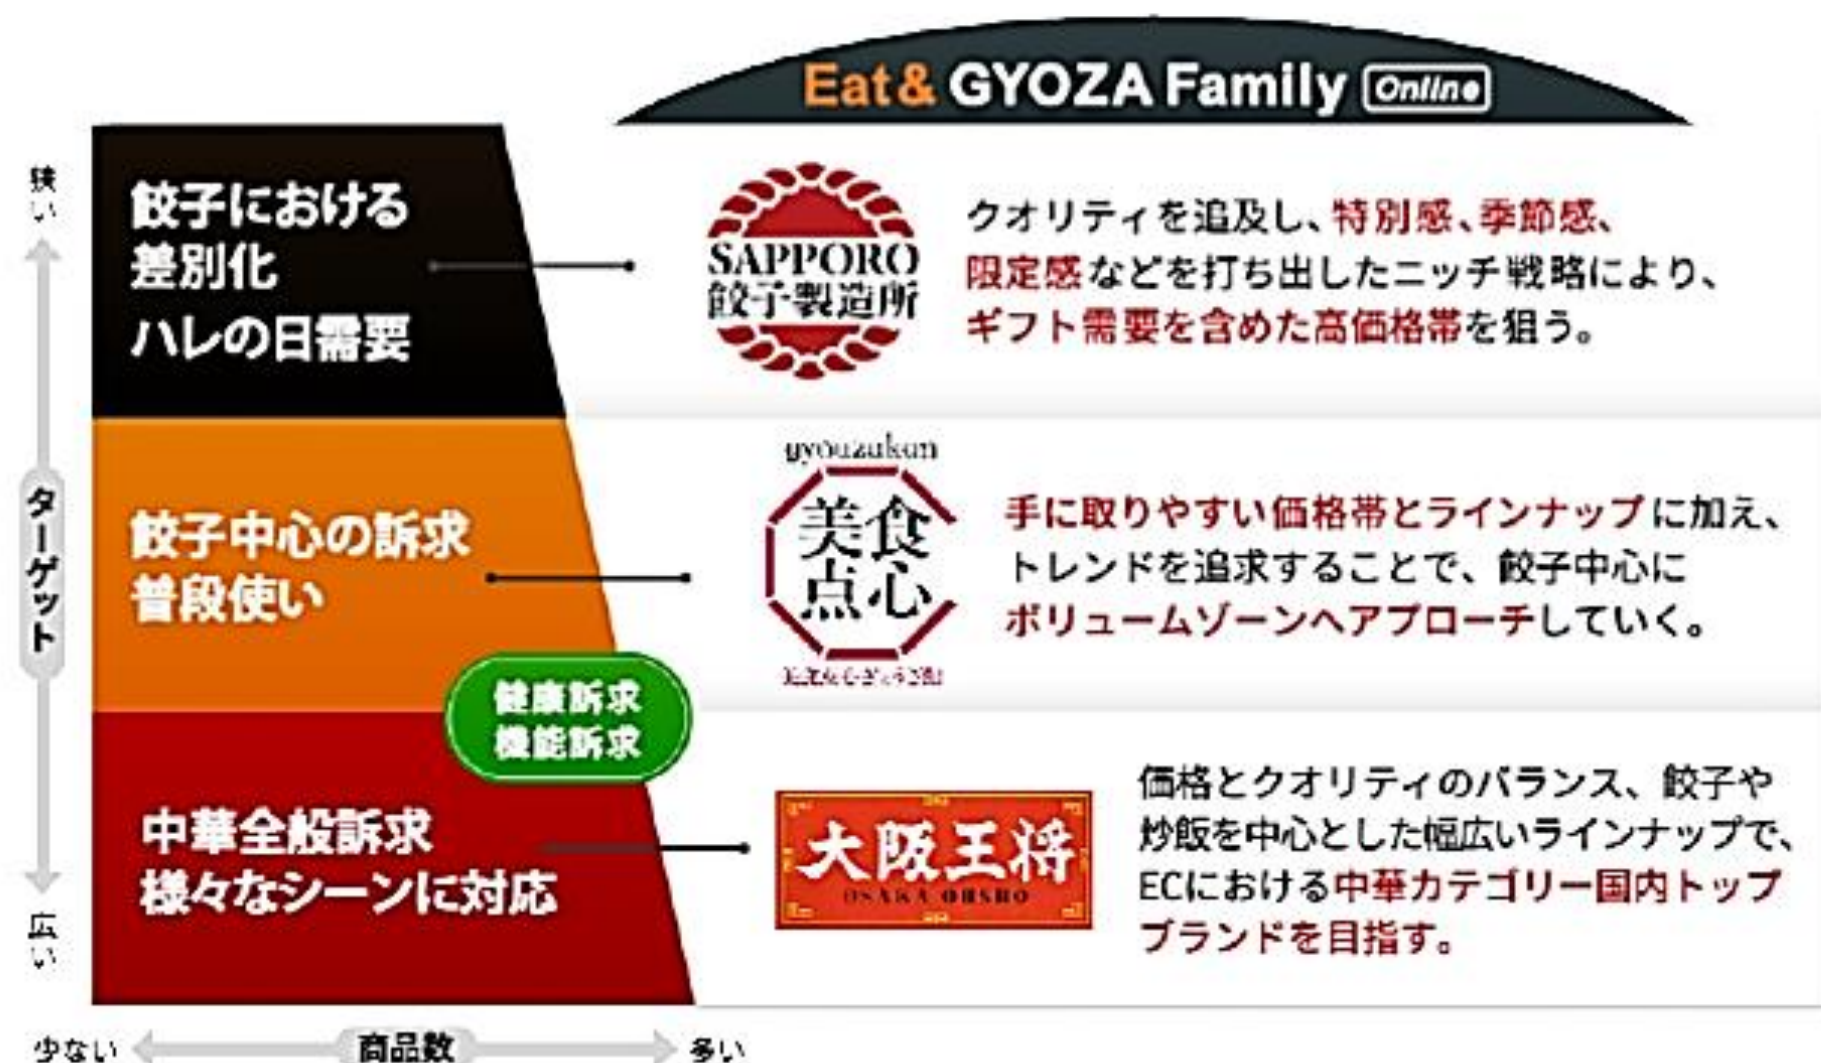 Eat& GYOZA Family Online
狭い
ターゲット
広い
餃子における
差別化
ハレの日需要
SAPPORO
餃子製造所
クオリティを追及し、特別感、季節感、
限定感などを打ち出したニッチ戦略により、
ギフト需要を含めた高価格帯を狙う。
餃子中心の訴求
普段使い
gyouzakan
美食
点心
手に取りやすい価格帯とラインナップに加え、
トレンドを追求することで、餃子中心に
ボリュームゾーンへアプローチしていく。
健康訴求
機能訴求
中華全般訴求
様々なシーンに対応
大阪王将
OSAKA OHSHO
価格とクオリティのバランス、餃子や
炒飯を中心とした幅広いラインナップで、
ECにおける中華カテゴリー国内トップ
ブランドを目指す。
少ない
商品数
多い